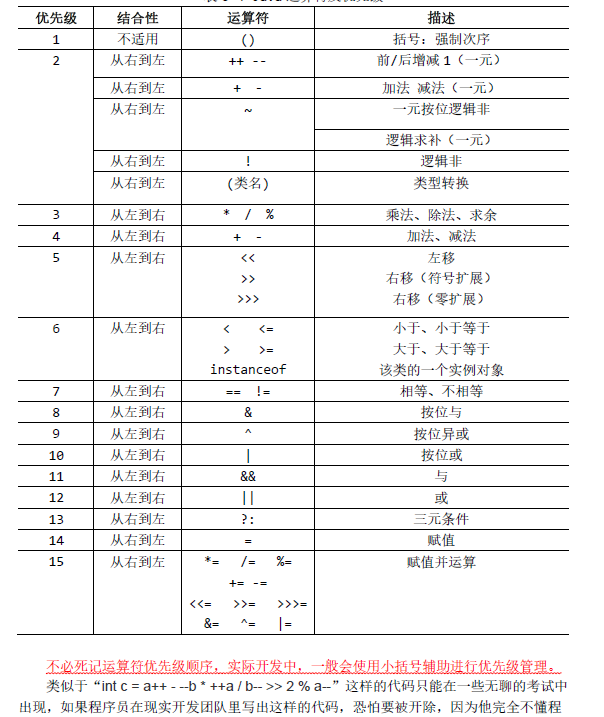 优先级 结合性 运算符 描述
1 不适用 () 括号：强制次序
2 从右到左 ++ -- 前/后增减 1（一元）
从右到左 + - 加法 减法（一元）
从右到左 ~ 一元按位逻辑非
逻辑求补（一元）
从右到左 ! 逻辑非
从右到左 (类名) 类型转换
3 从左到右 * / % 乘法、除法、求余
4 从左到右 + - 加法、减法
5 从左到右 << 左移
>> 右移（符号扩展）
>>> 右移（零扩展）
6 从左到右 < <= 小于、小于等于
> >= 大于、大于等于
instanceof 该类的一个实例对象
7 从左到右 == != 相等、不相等
8 从左到右 & 按位与
9 从左到右 ^ 按位异或
10 从左到右 | 按位或
11 从左到右 && 与
12 从左到右 || 或
13 从右到左 ?: 三元条件
14 从右到左 = 赋值
15 从右到左 *= /= %= 赋值并运算
+= -=
<<= >>= >>>=
&= ^= |=
不必死记运算符优先级顺序，实际开发中，一般会使用小括号辅助进行优先级管理。
类似于“int c = a++ - --b * ++a / b-- >> 2 % a--”这样的代码只能在一些无聊的考试中
出现，如果程序员在现实开发团队里写出这样的代码，恐怕要被开除，因为他完全不懂程